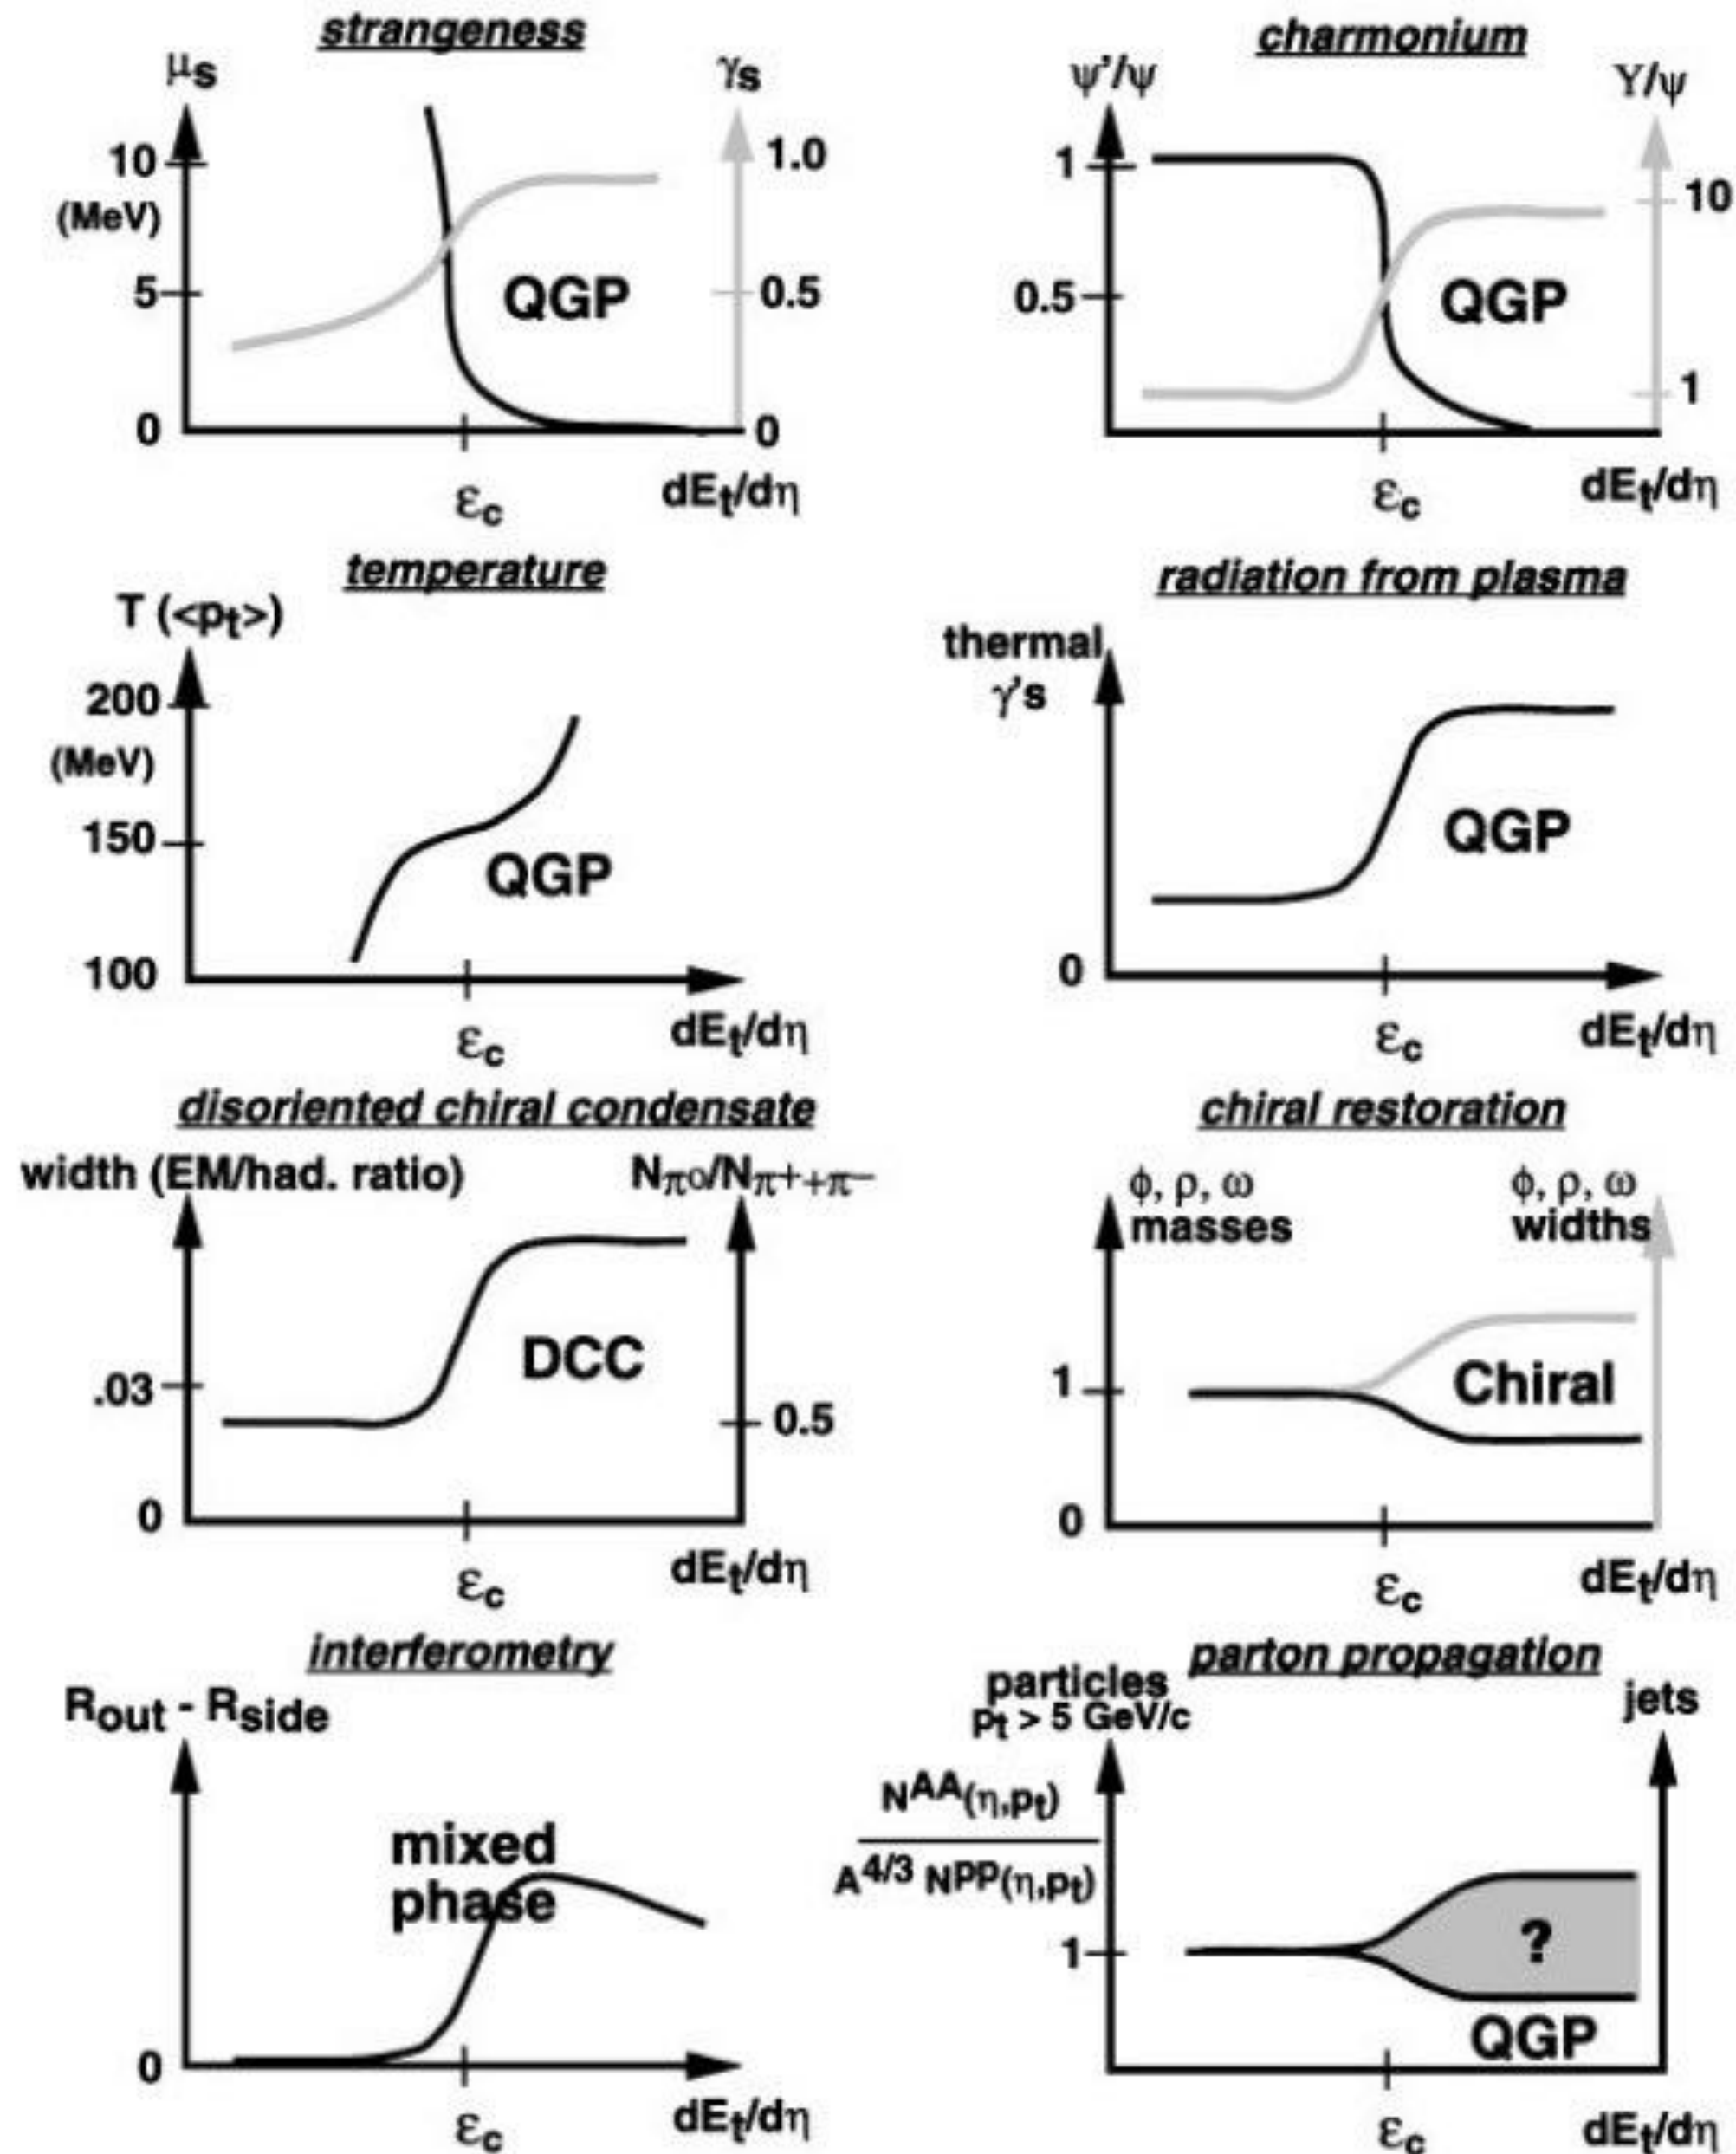 strangeness
μs
γs
10
(MeV)
5
0
1.0
0.5
0
QGP
εc
dEt/dη
charmonium
ψ'/ψ
Υ/ψ
1
0.5
10
1
QGP
εc
dEt/dη
temperature
T (<pt>)
200
(MeV)
150
100
QGP
εc
dEt/dη
radiation from plasma
thermal
γ's
0
QGP
εc
dEt/dη
disoriented chiral condensate
width (EM/had. ratio)
Nπo/Nπ++π−
.03
0
0.5
DCC
εc
dEt/dη
chiral restoration
ϕ, ρ, ω
masses
ϕ, ρ, ω
widths
1
0
Chiral
εc
dEt/dη
interferometry
Rout - Rside
mixed
phase
0
εc
dEt/dη
parton propagation
particles
pt > 5 GeV/c
jets
NAA(η,pt)
A4/3 NPP(η,pt)
1
?
QGP
εc
dEt/dη